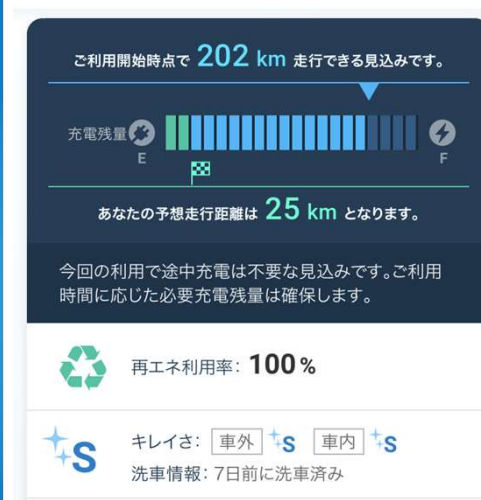 ご利用開始時点で 202 km 走行できる見込みです。
充電残量
E F
あなたの予想走行距離は 25 km となります。
今回の利用で途中充電は不要な見込みです。ご利用
時間に応じた必要充電残量は確保します。
再エネ利用率: 100%
S キレイさ: 車外 S 車内 S
洗車情報: 7日前に洗車済み